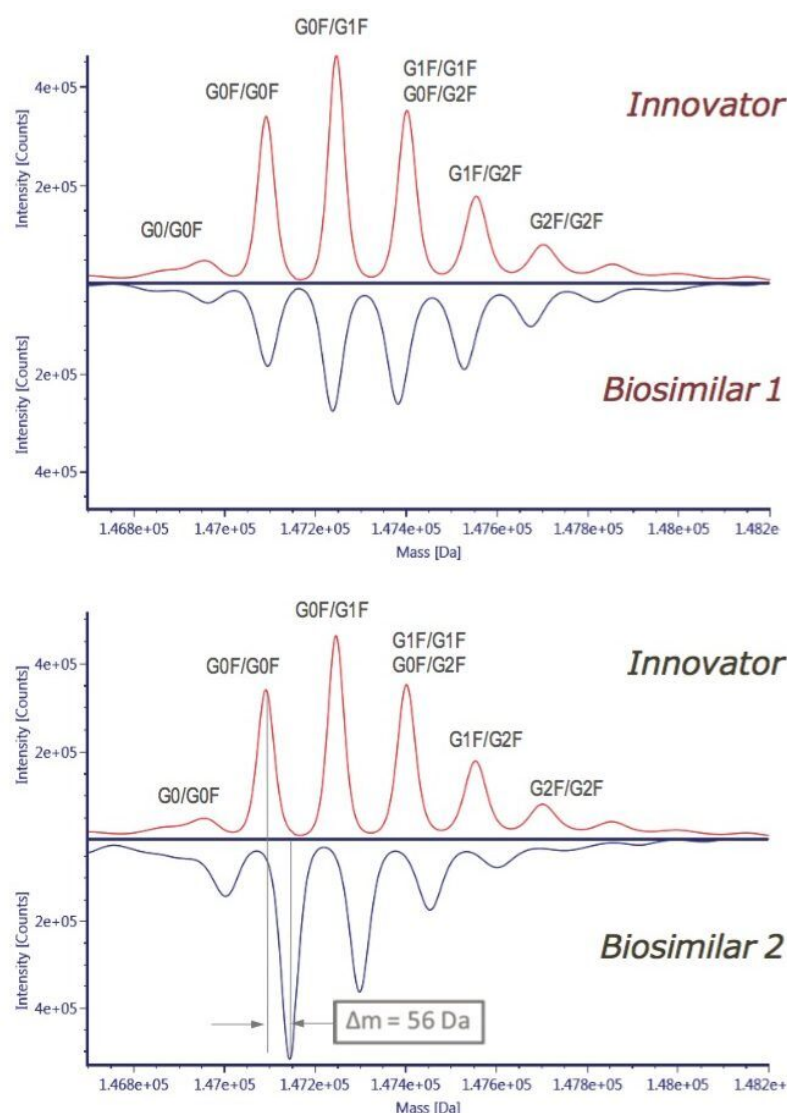 G0F/G1F
G0F/G0F
G1F/G1F
G0F/G2F
Innovator
G1F/G2F
G2F/G2F
G0/G0F
Intensity [Counts]
4e+05
2e+05
Intensity [Counts]
2e+05
4e+05
Biosimilar 1
1.468e+05 1.47e+05 1.472e+05 1.474e+05 1.476e+05 1.478e+05 1.48e+05 1.482e
Mass [Da]
G0F/G1F
G0F/G0F
G1F/G1F
G0F/G2F
Innovator
G1F/G2F
G2F/G2F
G0/G0F
Intensity [Counts]
4e+05
2e+05
Intensity [Counts]
2e+05
4e+05
Biosimilar 2
Δm = 56 Da
1.468e+05 1.47e+05 1.472e+05 1.474e+05 1.476e+05 1.478e+05 1.48e+05 1.482e
Mass [Da]